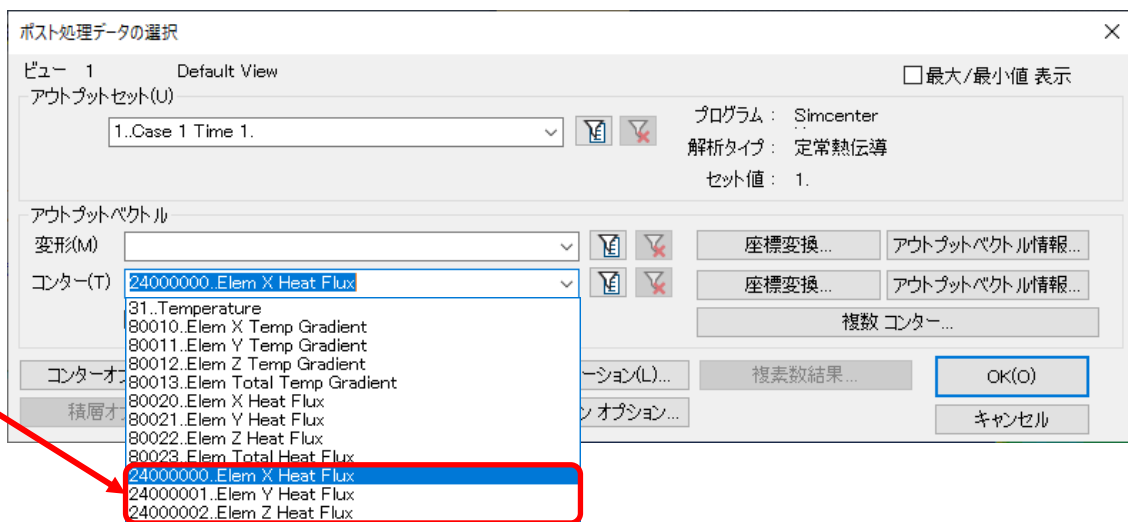 ポスト処理データの選択
ビュー 1 Default View
最大/最小値 表示
アウトプットセット(U)
1..Case 1 Time 1.
プログラム : Simcenter
解析タイプ : 定常熱伝導
セット値 : 1.
アウトプットベクトル
変形(M)
座標変換...
アウトプットベクトル情報...
コンター(T) 24000000..Elem X Heat Flux
座標変換...
アウトプットベクトル情報...
31..Temperature
80010..Elem X Temp Gradient
80011..Elem Y Temp Gradient
80012..Elem Z Temp Gradient
80013..Elem Total Temp Gradient
80020..Elem X Heat Flux
80021..Elem Y Heat Flux
80022..Elem Z Heat Flux
80023..Elem Total Heat Flux
24000000..Elem X Heat Flux
24000001..Elem Y Heat Flux
24000002..Elem Z Heat Flux
複数 コンター...
コンターオ
ーション(L)...
複素数結果...
OK(O)
積層オ
ン オプション...
キャンセル